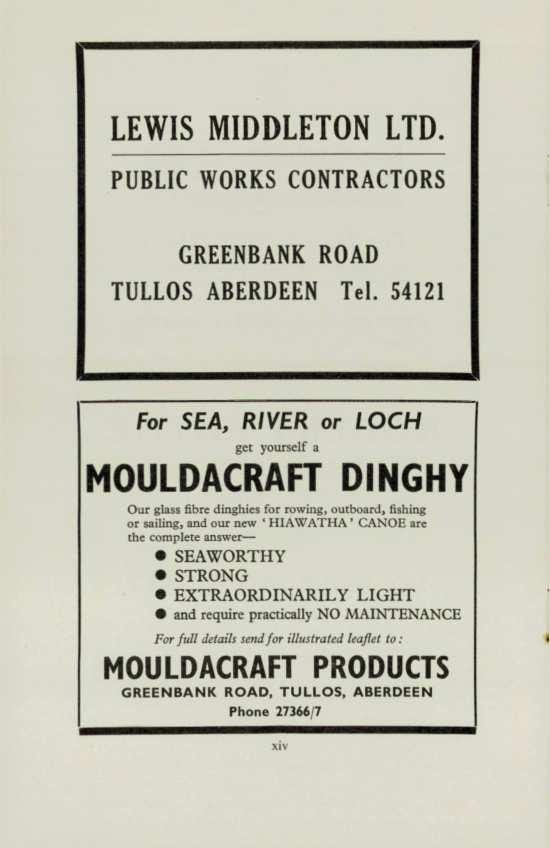 LEWIS MIDDLETON LTD.
PUBLIC WORKS CONTRACTORS
GREENBANK ROAD
TULLOS ABERDEEN Tel. 54121
For SEA, RIVER or LOCH
get yourself a
MOULDACRAFT DINGHY
Our glass fibre dinghies for rowing, outboard, fishing
or sailing, and our new ‘HIAWATHA’ CANOE are
the complete answer—
● SEAWORTHY
● STRONG
● EXTRAORDINARILY LIGHT
● and require practically NO MAINTENANCE
For full details send for illustrated leaflet to:
MOULDACRAFT PRODUCTS
GREENBANK ROAD, TULLOS, ABERDEEN
Phone 27366/7
xiv